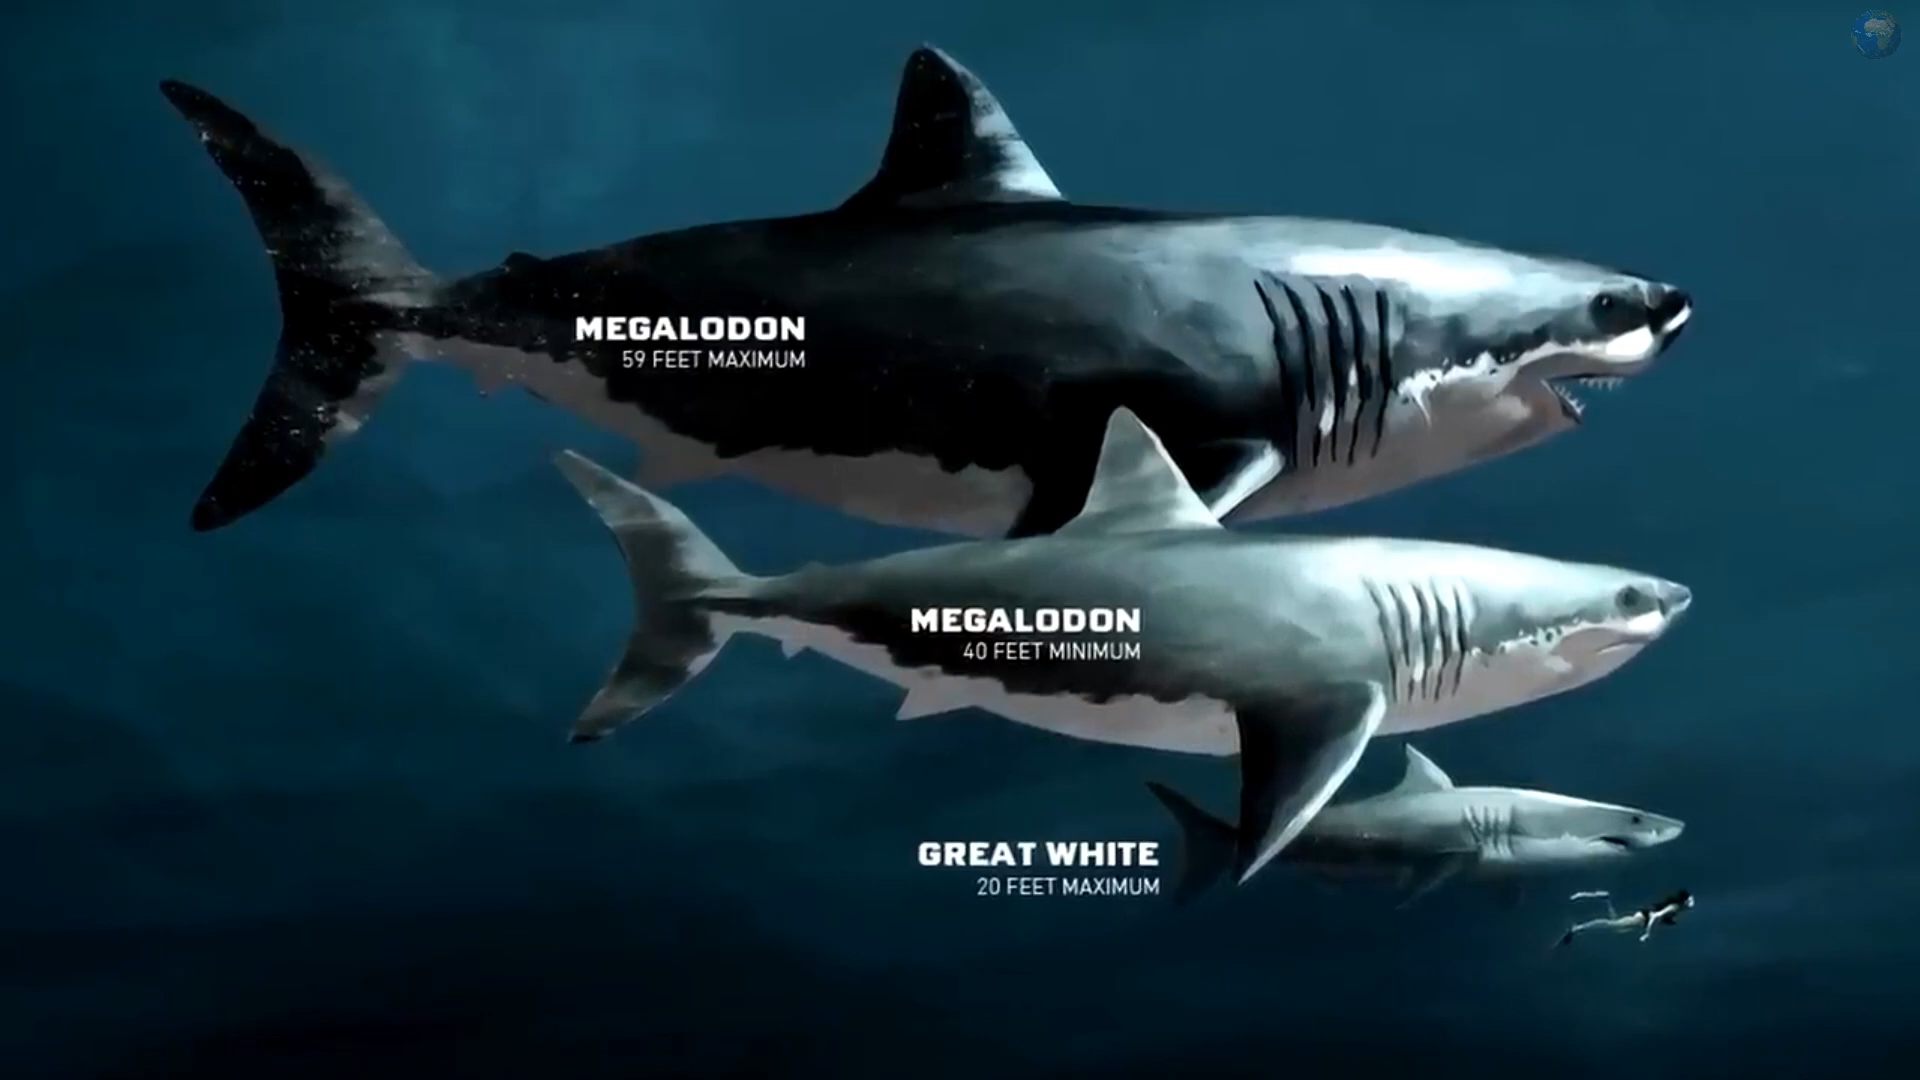 MEGALODON
59 FEET MAXIMUM
MEGALODON
40 FEET MINIMUM
GREAT WHITE
20 FEET MAXIMUM